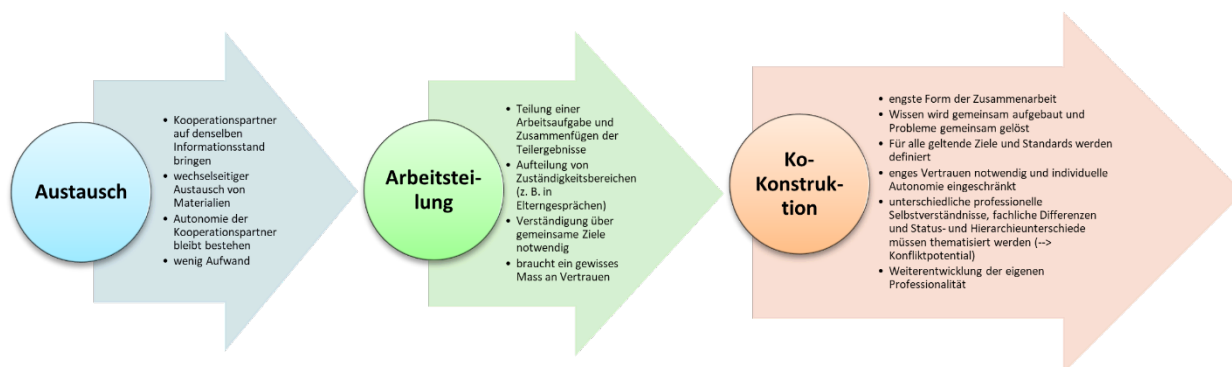 Austausch
• Kooperationspartner
auf denselben
Informationsstand
bringen
• wechselseitiger
Austausch von
Materialien
• Autonomie der
Kooperationspartner
bleibt bestehen
• wenig Aufwand
Arbeitstei-
lung
• Teilung einer
Arbeitsaufgabe und
Zusammenfügen der
Teilergebnisse
• Aufteilung von
Zuständigkeitsbereichen
(z. B. in
Elterngesprächen)
• Verständigung über
gemeinsame Ziele
notwendig
• braucht ein gewisses
Mass an Vertrauen
Ko-
Konstruk-
tion
• engste Form der Zusammenarbeit
• Wissen wird gemeinsam aufgebaut und
Probleme gemeinsam gelöst
• Für alle geltende Ziele und Standards werden
definiert
• enges Vertrauen notwendig und individuelle
Autonomie eingeschränkt
• unterschiedliche professionelle
Selbstverständnisse, fachliche Differenzen
und Status- und Hierarchieunterschiede
müssen thematisiert werden (-->
Konfliktpotential)
• Weiterentwicklung der eigenen
Professionalität